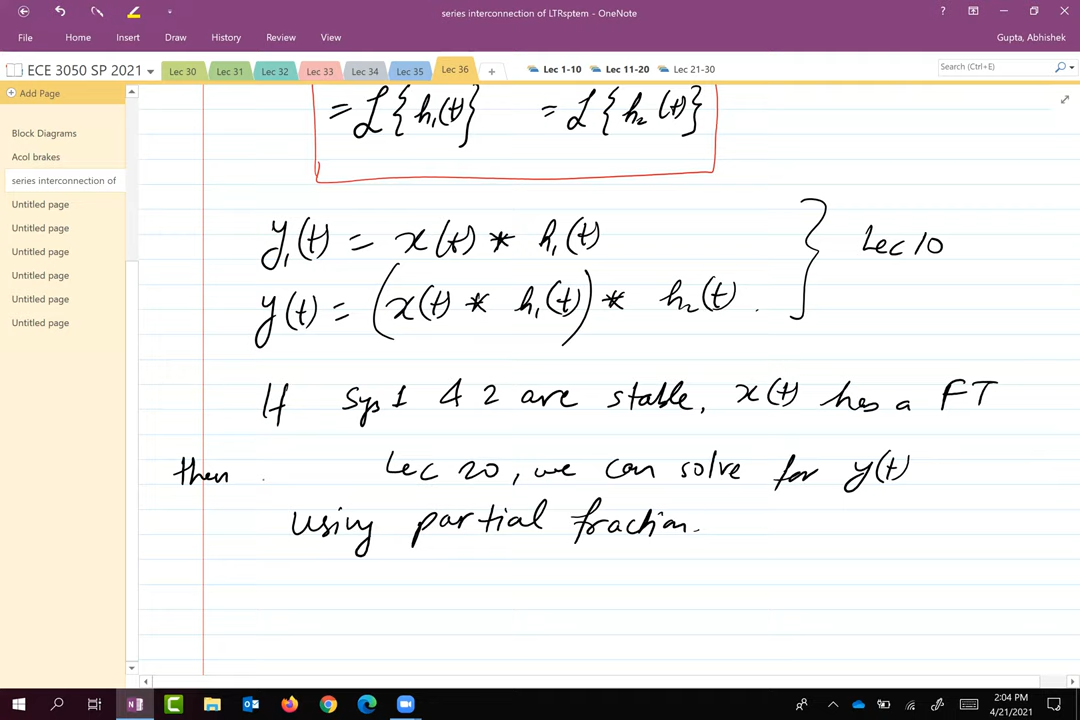 series interconnection of LTRsptem - OneNote
Gupta, Abhishek
File Home Insert Draw History Review View
ECE 3050 SP 2021
Lec 30 Lec 31 Lec 32 Lec 33 Lec 34 Lec 35 Lec 36 + Lec 1-10 Lec 11-20 Lec 21-30
Search (Ctrl+E)
Add Page
Block Diagrams
Acol brakes
series interconnection of
Untitled page
Untitled page
Untitled page
Untitled page
Untitled page
Untitled page
= ℒ{h₁(t)} = ℒ{h₂(t)}
y₁(t) = x(t) * h₁(t)
y(t) = (x(t) * h₁(t)) * h₂(t).
} Lec 10
If Sys 1 & 2 are stable, x(t) has a FT
then Lec 20, we can solve for y(t)
using partial fraction.
2:04 PM
4/21/2021